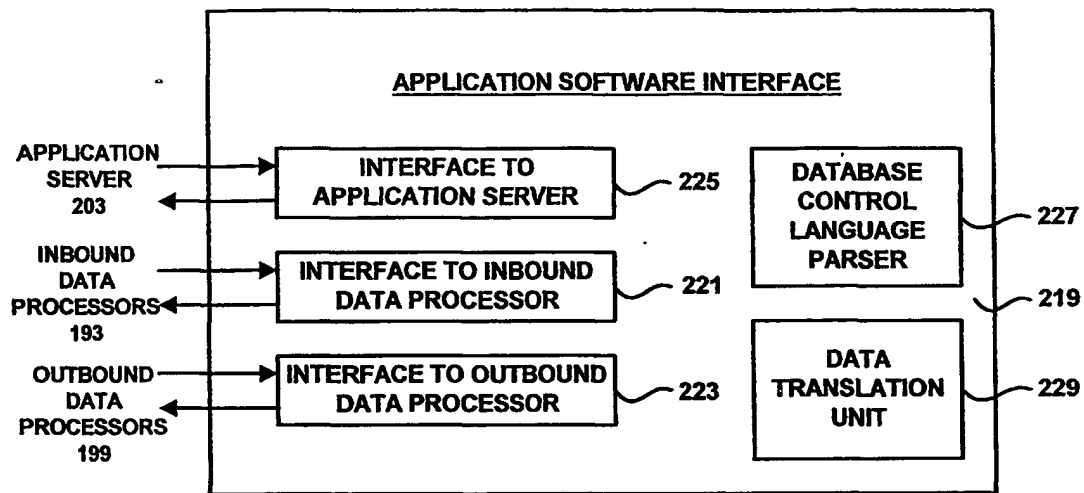 APPLICATION SOFTWARE INTERFACE
APPLICATION
SERVER
203
INTERFACE TO
APPLICATION SERVER
225
DATABASE
CONTROL
LANGUAGE
PARSER
227
INBOUND
DATA
PROCESSORS
193
INTERFACE TO INBOUND
DATA PROCESSOR
221
219
OUTBOUND
DATA
PROCESSORS
199
INTERFACE TO OUTBOUND
DATA PROCESSOR
223
DATA
TRANSLATION
UNIT
229